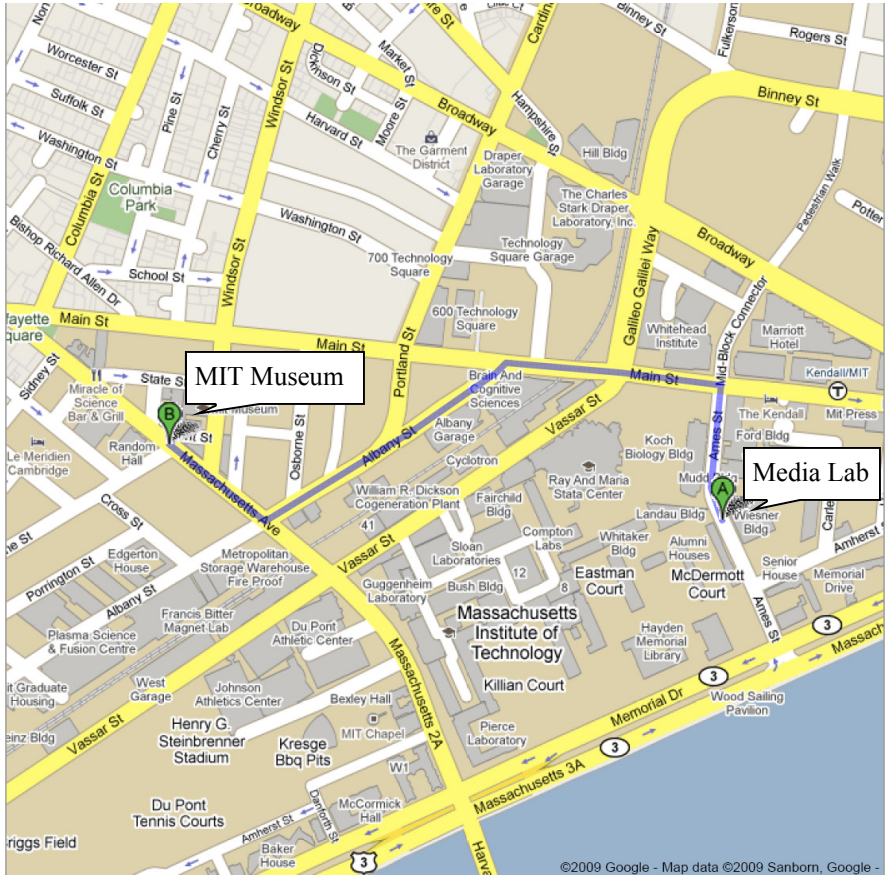 Broadway
Cardinal
Binney St
Fulkerson
Rogers St
Worcester St
Dickinson St
Market St
Windsor St
Suffolk St
Pine St
Cherry St
Harvard St
Moore St
Hampshire St
Binney St
Broadway
Washington St
The Garment
District
Draper
Laboratory
Garage
Hill Bldg
Columbia St
Columbia
Park
Washington St
The Charles
Stark Draper
Laboratory, Inc.
Pedestrian Walk
Potter
Bishop Richard Allen Dr
Windsor St
700 Technology
Square
Technology
Square Garage
Galileo Galilei Way
Broadway
School St
Mid-Block Connector
Main St
600 Technology
Square
Whitehead
Institute
Marriott
Hotel
fayette
Square
Main St
Portland St
Sidney St
State St
MIT Museum
Brain And
Cognitive
Sciences
Main St
Kendall/MIT
T
Miracle of
Science
Bar & Grill
Museum
B
Albany St
Albany
Garage
Vassar St
Ames St
The Kendall
Mit Press
Ford Bldg
Random
Hall
Osborne St
Koch
Biology Bldg
Le Meridien
Cambridge
Massachusetts Ave
Cyclotron
Ray And Maria
Stata Center
Media Lab
A
Cross St
William R. Dickson
Cogeneration Plant
Fairchild
Bldg
Landau Bldg
Wiesner
Bldg
41
Vassar St
Sloan
Laboratories
Compton
Labs
Whitaker
Bldg
Alumni
Houses
Amherst St
Edgerton
House
Metropolitan
Storage Warehouse
Fire Proof
Porrington St
Albany St
Guggenheim
Laboratory
Bush Bldg
12
8
Eastman
Court
McDermott
Court
Senior
House
Memorial
Drive
Francis Bitter
Magnet Lab
Du Pont
Athletic Center
Massachusetts
Institute of
Technology
Hayden
Memorial
Library
Ames St
3
Plasma Science
& Fusion Centre
Massachusetts 2A
West
Garage
Johnson
Athletics Center
Bexley Hall
Killian Court
3
it Graduate
Housing
Memorial Dr
Wood Sailing
Pavilion
Vassar St
Henry G.
Steinbrenner
Stadium
Kresge
Bbq Pits
MIT Chapel
Pierce
Laboratory
3
W1
Massachusetts 3A
Du Pont
Tennis Courts
McCormick
Hall
Danforth St
Amherst St
Briggs Field
Baker
House
3
©2009 Google - Map data ©2009 Sanborn, Google -